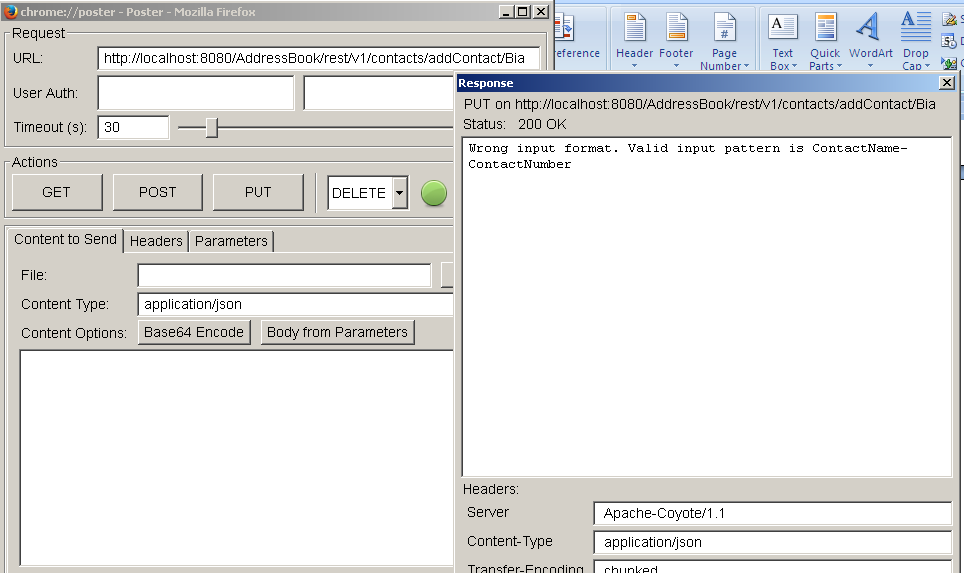 chrome://poster - Poster - Mozilla Firefox
Request
URL:
http://localhost:8080/AddressBook/rest/v1/contacts/addContact/Bia
User Auth:
Timeout (s):
30
Actions
GET
POST
PUT
DELETE
Content to Send
Headers
Parameters
File:
Content Type:
application/json
Content Options:
Base64 Encode
Body from Parameters
Header
Footer
Page
Number
Text
Box
Quick
Parts
WordArt
Drop
Cap
Response
PUT on http://localhost:8080/AddressBook/rest/v1/contacts/addContact/Bia
Status: 200 OK
Wrong input format. Valid input pattern is ContactName-
ContactNumber
Headers:
Server
Apache-Coyote/1.1
Content-Type
application/json
Transfer-Encoding
chunked